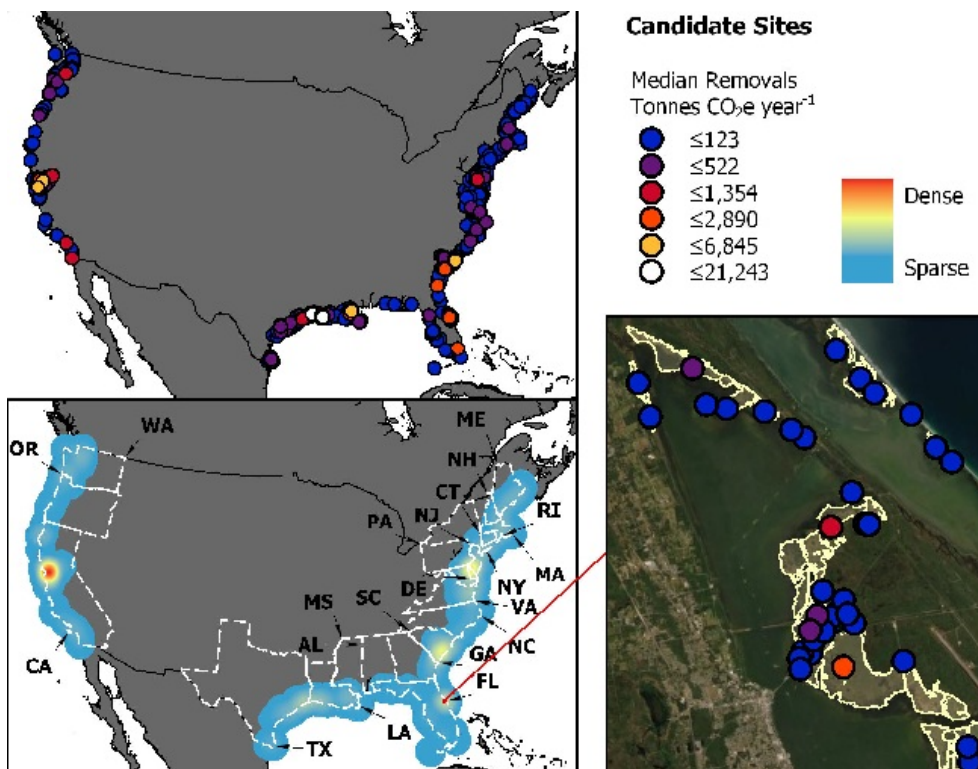 Candidate Sites
Median Removals
Tonnes CO₂e year⁻¹
≤123
≤522
≤1,354
≤2,890
≤6,845
≤21,243
Dense
Sparse
ME
WA
OR
NH
CT
RI
PA
NJ
MA
DE
NY
MS
SC
VA
AL
NC
GA
CA
FL
LA
TX